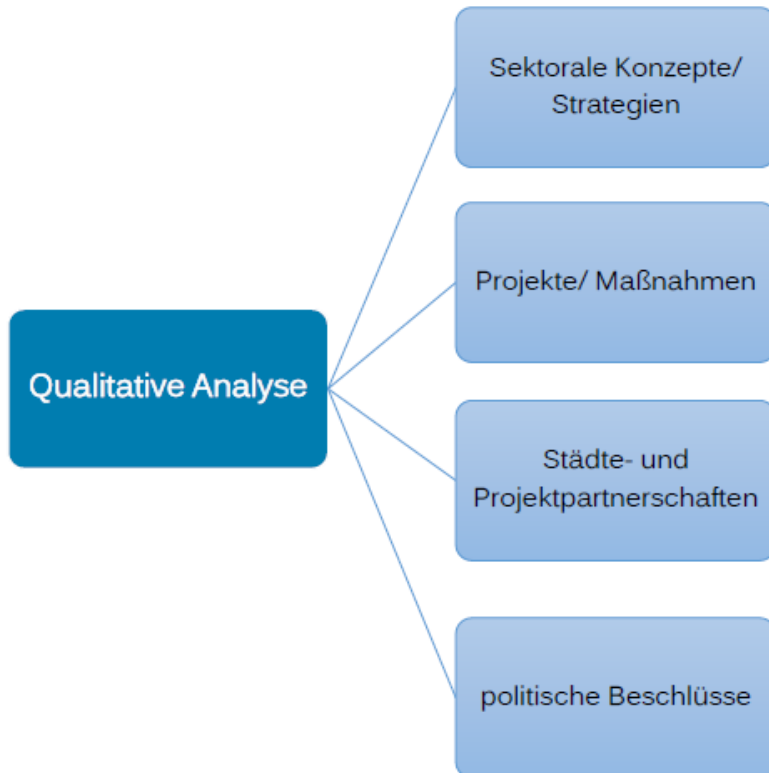 Sektorale Konzepte/
Strategien
Projekte/ Maßnahmen
Qualitative Analyse
Städte- und
Projektpartnerschaften
politische Beschlüsse